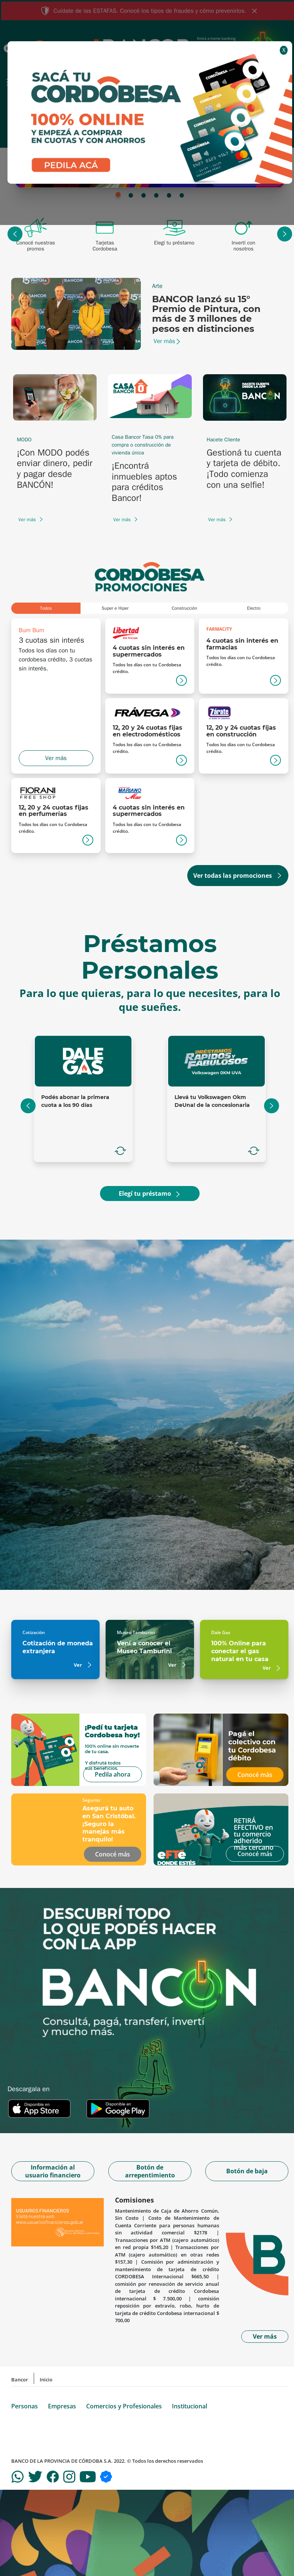 Cuidate de las ESTAFAS. Conocé los tipos de fraudes y cómo prevenirlos.
SACÁ TU
CORDOBESA
100% ONLINE
Y EMPEZÁ A COMPRAR
EN CUOTAS Y CON AHORROS
PEDILA ACÁ
Conocé nuestras
promos
Tarjetas
Cordobesa
Elegí tu préstamo
Invertí con
nosotros
Arte
BANCOR lanzó su 15°
Premio de Pintura, con
más de 3 millones de
pesos en distinciones
Ver más
MODO
¡Con MODO podés
enviar dinero, pedir
y pagar desde
BANCÓN!
Ver más
CASA
BANCOR
Casa Bancor Tasa 0% para
compra o construcción de
vivienda única
¡Encontrá
inmuebles aptos
para créditos
Bancor!
Ver más
BANCON
Hacete Cliente
Gestioná tu cuenta
y tarjeta de débito.
¡Todo comienza
con una selfie!
Ver más
CORDOBESA
PROMOCIONES
Todos
Super e Hiper
Construcción
Electro
Bum Bum
3 cuotas sin interés
Todos los días con tu
cordobesa crédito, 3 cuotas
sin interés.
Ver más
Libertad
4 cuotas sin interés en
supermercados
Todos los días con tu Cordobesa
crédito.
FARMACITY
4 cuotas sin interés en
farmacias
Todos los días con tu Cordobesa
crédito.
FRÁVEGA
12, 20 y 24 cuotas fijas
en electrodomésticos
Todos los días con tu Cordobesa
crédito.
12, 20 y 24 cuotas fijas
en construcción
Todos los días con tu Cordobesa
crédito.
FIORANI
FREE SHOP
12, 20 y 24 cuotas fijas
en perfumerías
Todos los días con tu Cordobesa
crédito.
MARIANO
Max
4 cuotas sin interés en
supermercados
Todos los días con tu Cordobesa
crédito.
Ver todas las promociones
Préstamos
Personales
Para lo que quieras, para lo que necesites, para lo
que sueñes.
DALE
GAS
Podés abonar la primera
cuota a los 90 días
PRÉSTAMOS
RÁPIDOS Y
FABULOSOS
Volkswagen 0KM UVA
Llevá tu Volkswagen Okm
DeUna! de la concesionaria
Elegí tu préstamo
Cotización
Cotización de moneda
extranjera
Ver
Museo Tamburini
Vení a conocer el
Museo Tamburini
Ver
Dale Gas
100% Online para
conectar el gas
natural en tu casa
Ver
¡Pedí tu tarjeta
Cordobesa hoy!
100% online sin moverte
de tu casa.
Y disfrutá todos
sus beneficios.
Pedila ahora
Pagá el
colectivo con
tu Cordobesa
débito
Conocé más
Seguros
Asegurá tu auto
en San Cristóbal.
¡Seguro la
manejás más
tranquilo!
Conocé más
RETIRÁ
EFECTIVO en
tu comercio
adherido
más cercano
Conocé más
EFTE
DONDE ESTÉS
DESCUBRÍ TODO
LO QUE PODÉS HACER
CON LA APP
BANCON
Consultá, pagá, transferí, invertí
y mucho más.
Descargala en
Disponible en
App Store
Disponible en
Google Play
Información al
usuario financiero
Botón de
arrepentimiento
Botón de baja
USUARIOS FINANCIEROS
www.usuariosfinancieros.gob.ar
Comisiones
Mantenimiento de Caja de Ahorro Común.
Sin Costo | Costo de Mantenimiento de
Cuenta Corriente para personas humanas
sin actividad comercial $2178 |
Transacciones por ATM (cajero automático)
en red propia $145,20 | Transacciones por
ATM (cajero automático) en otras redes
$157,30 | Comisión por administración y
mantenimiento de tarjeta de crédito
CORDOBESA Internacional $665,50 |
comisión por renovación de servicio anual
de tarjeta de crédito Cordobesa
internacional $ 7.500,00 | comisión
reposición por extravío, robo, hurto de
tarjeta de crédito Cordobesa internacional $
700,00
Ver más
Bancor
Inicio
Personas
Empresas
Comercios y Profesionales
Institucional
BANCO DE LA PROVINCIA DE CÓRDOBA S.A. 2022. © Todos los derechos reservados